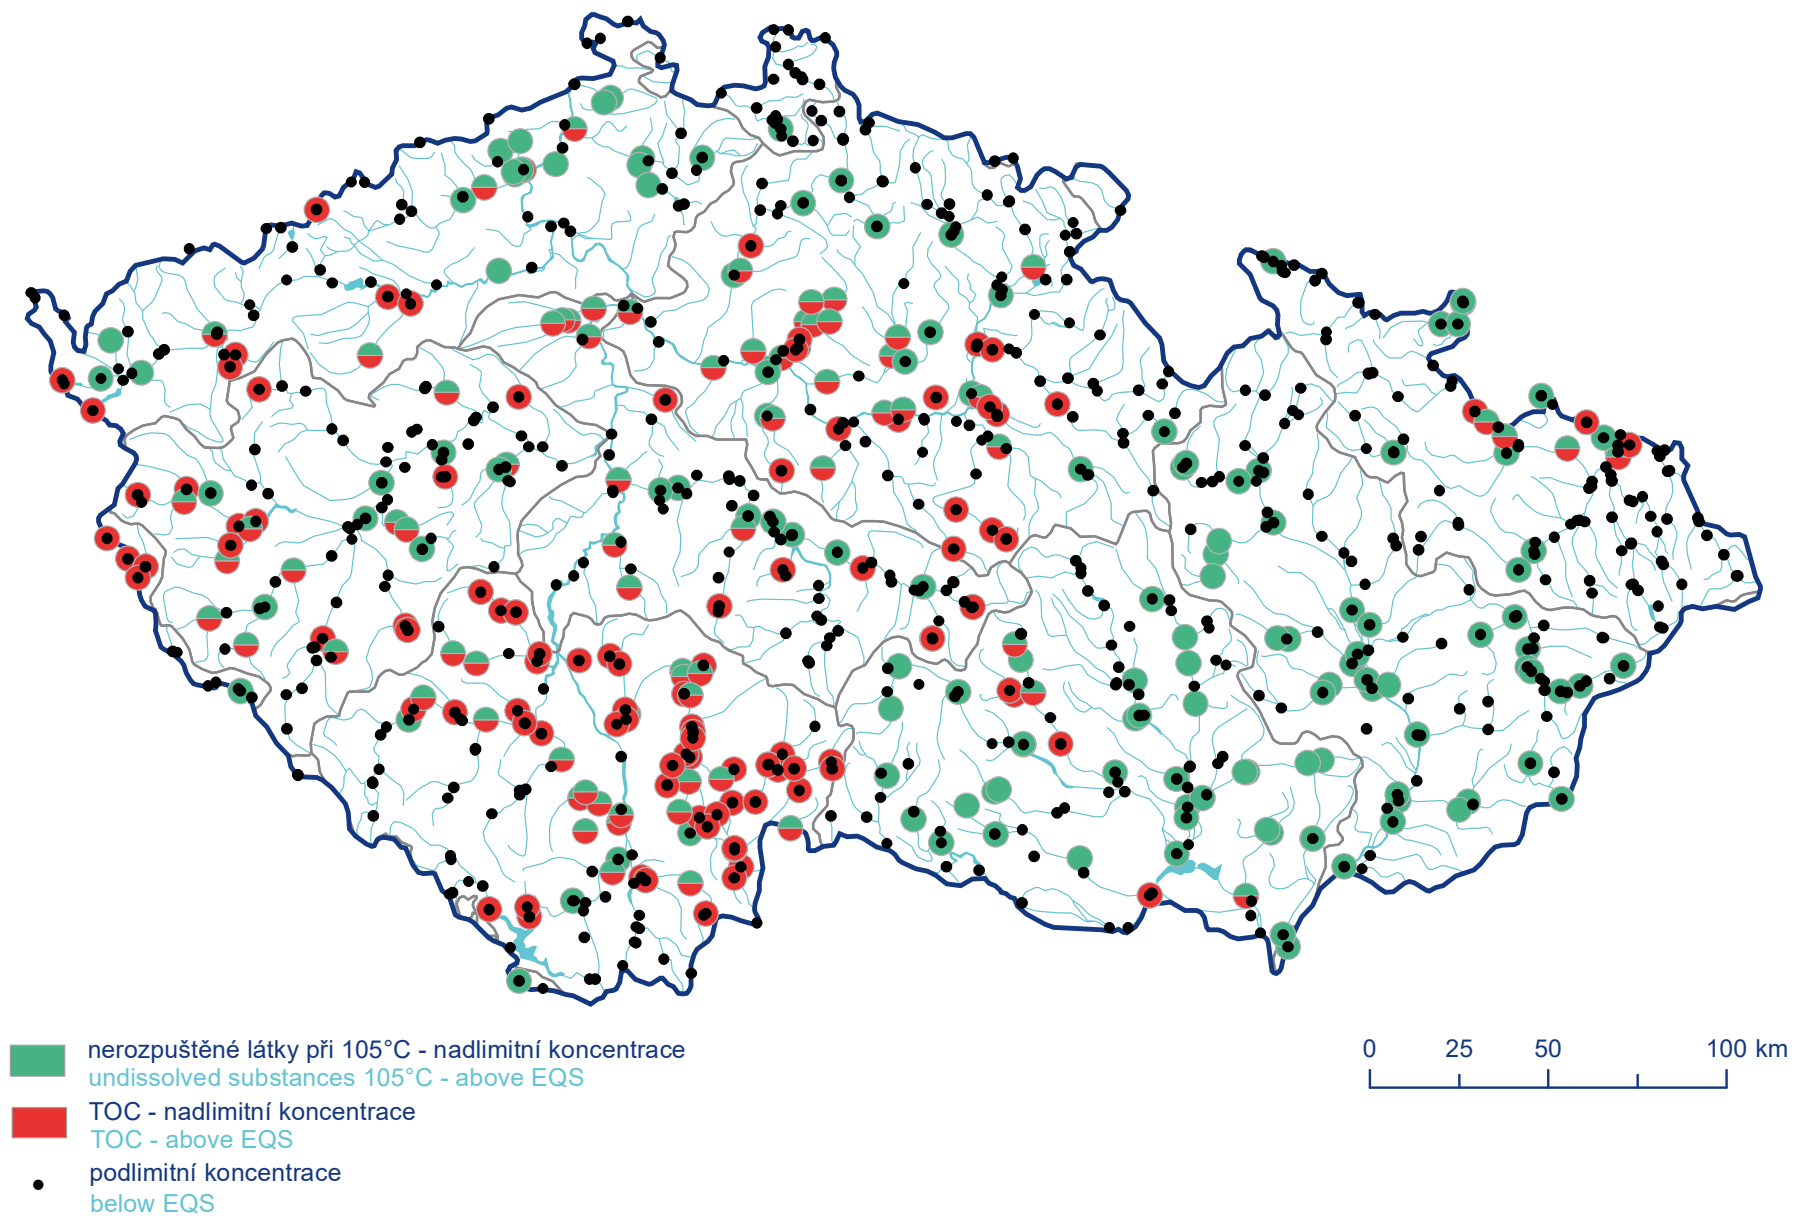 nerozpuštěné látky při 105°C - nadlimitní koncentrace
undissolved substances 105°C - above EQS
TOC - nadlimitní koncentrace
TOC - above EQS
podlimitní koncentrace
below EQS
0 25 50 100 km